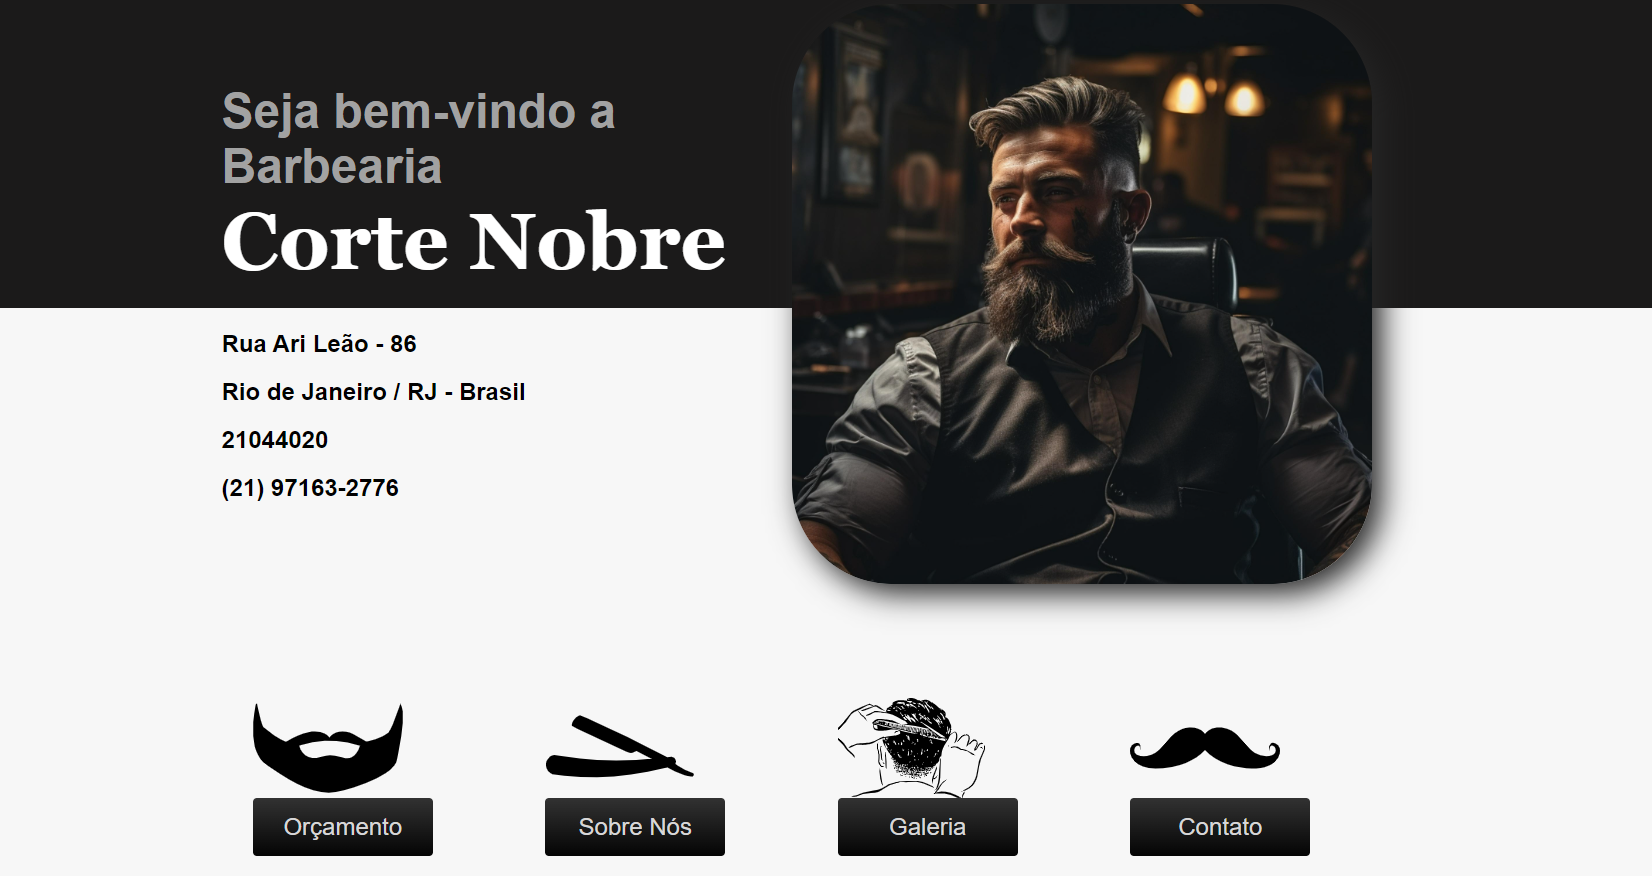 Seja bem-vindo a
Barbearia
Corte Nobre
Rua Ari Leão - 86
Rio de Janeiro / RJ - Brasil
21044020
(21) 97163-2776
Orçamento
Sobre Nós
Galeria
Contato